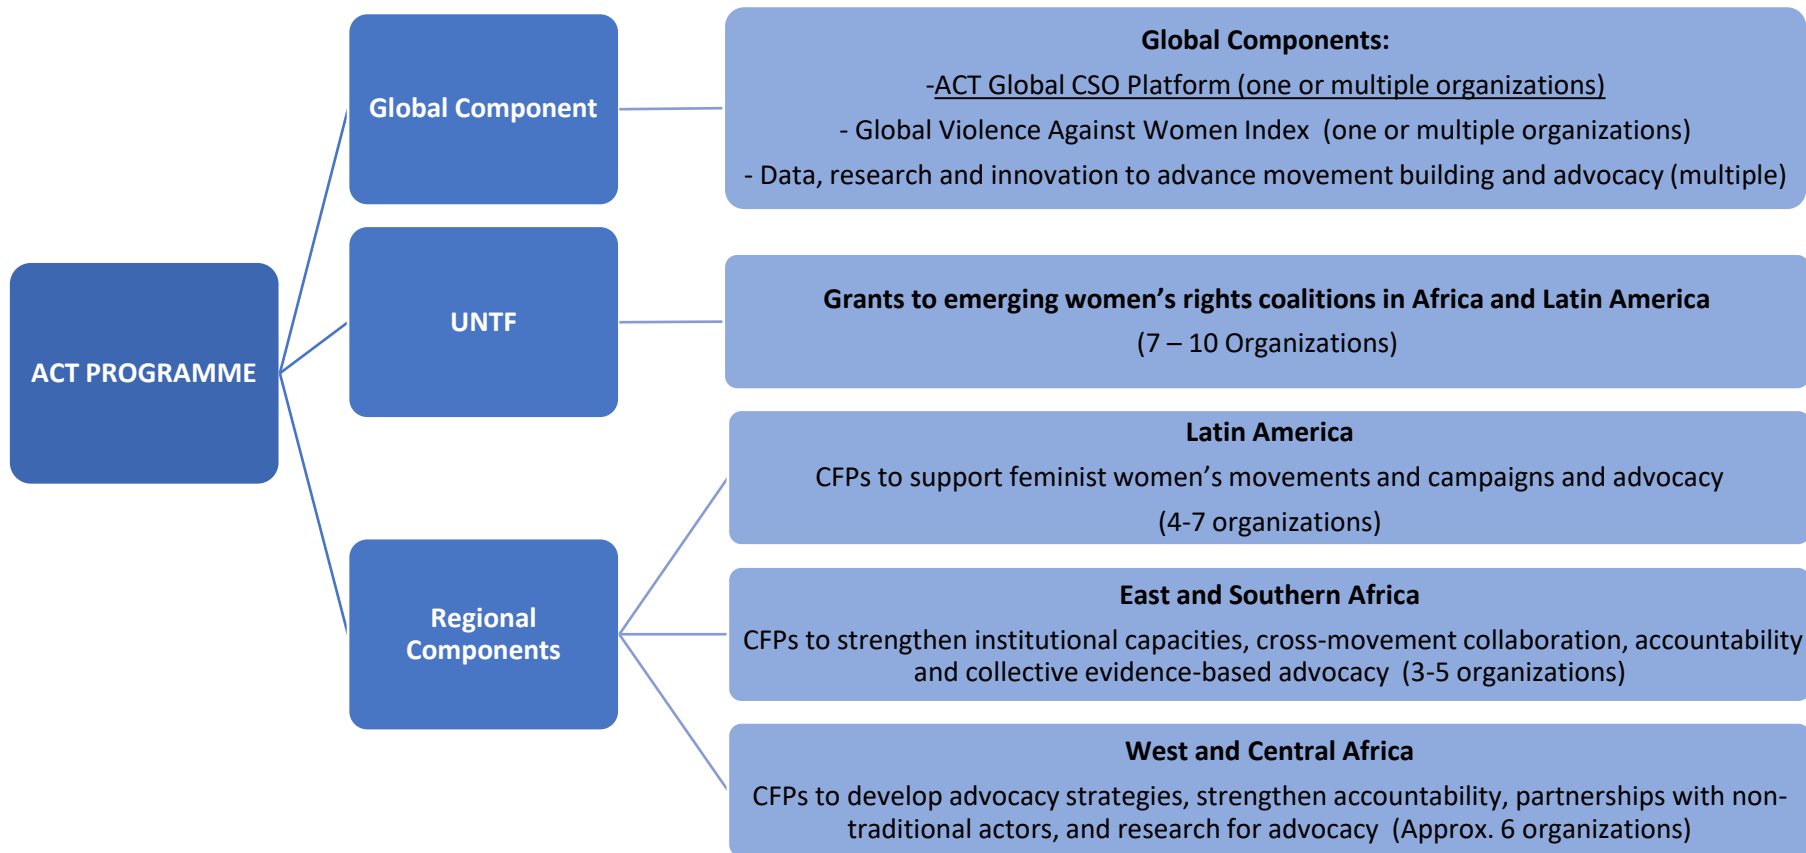 ACT PROGRAMME
Global Component
Global Components:
-ACT Global CSO Platform (one or multiple organizations)
- Global Violence Against Women Index (one or multiple organizations)
- Data, research and innovation to advance movement building and advocacy (multiple)
UNTF
Grants to emerging women’s rights coalitions in Africa and Latin America
(7 – 10 Organizations)
Regional
Components
Latin America
CFPs to support feminist women’s movements and campaigns and advocacy
(4-7 organizations)
East and Southern Africa
CFPs to strengthen institutional capacities, cross-movement collaboration, accountability
and collective evidence-based advocacy (3-5 organizations)
West and Central Africa
CFPs to develop advocacy strategies, strengthen accountability, partnerships with non-
traditional actors, and research for advocacy (Approx. 6 organizations)